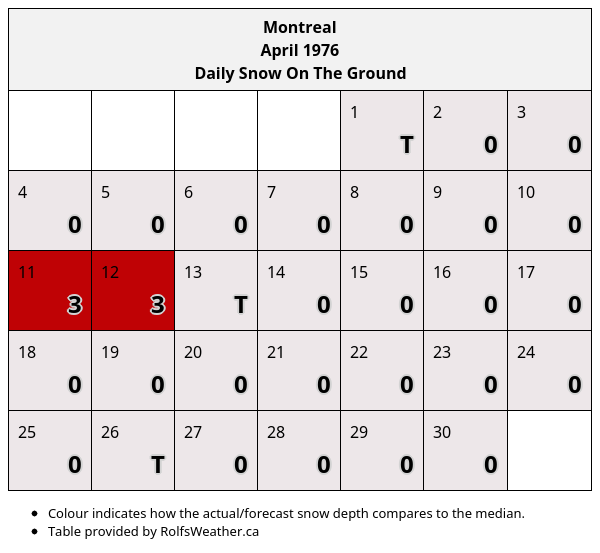 Montreal
April 1976
Daily Snow On The Ground
1 2 3
T 0 0
4 5 6 7 8 9 10
0 0 0 0 0 0 0
11 12 13 14 15 16 17
3 3 T 0 0 0 0
18 19 20 21 22 23 24
0 0 0 0 0 0 0
25 26 27 28 29 30
0 T 0 0 0 0
• Colour indicates how the actual/forecast snow depth compares to the median.
• Table provided by RolfsWeather.ca